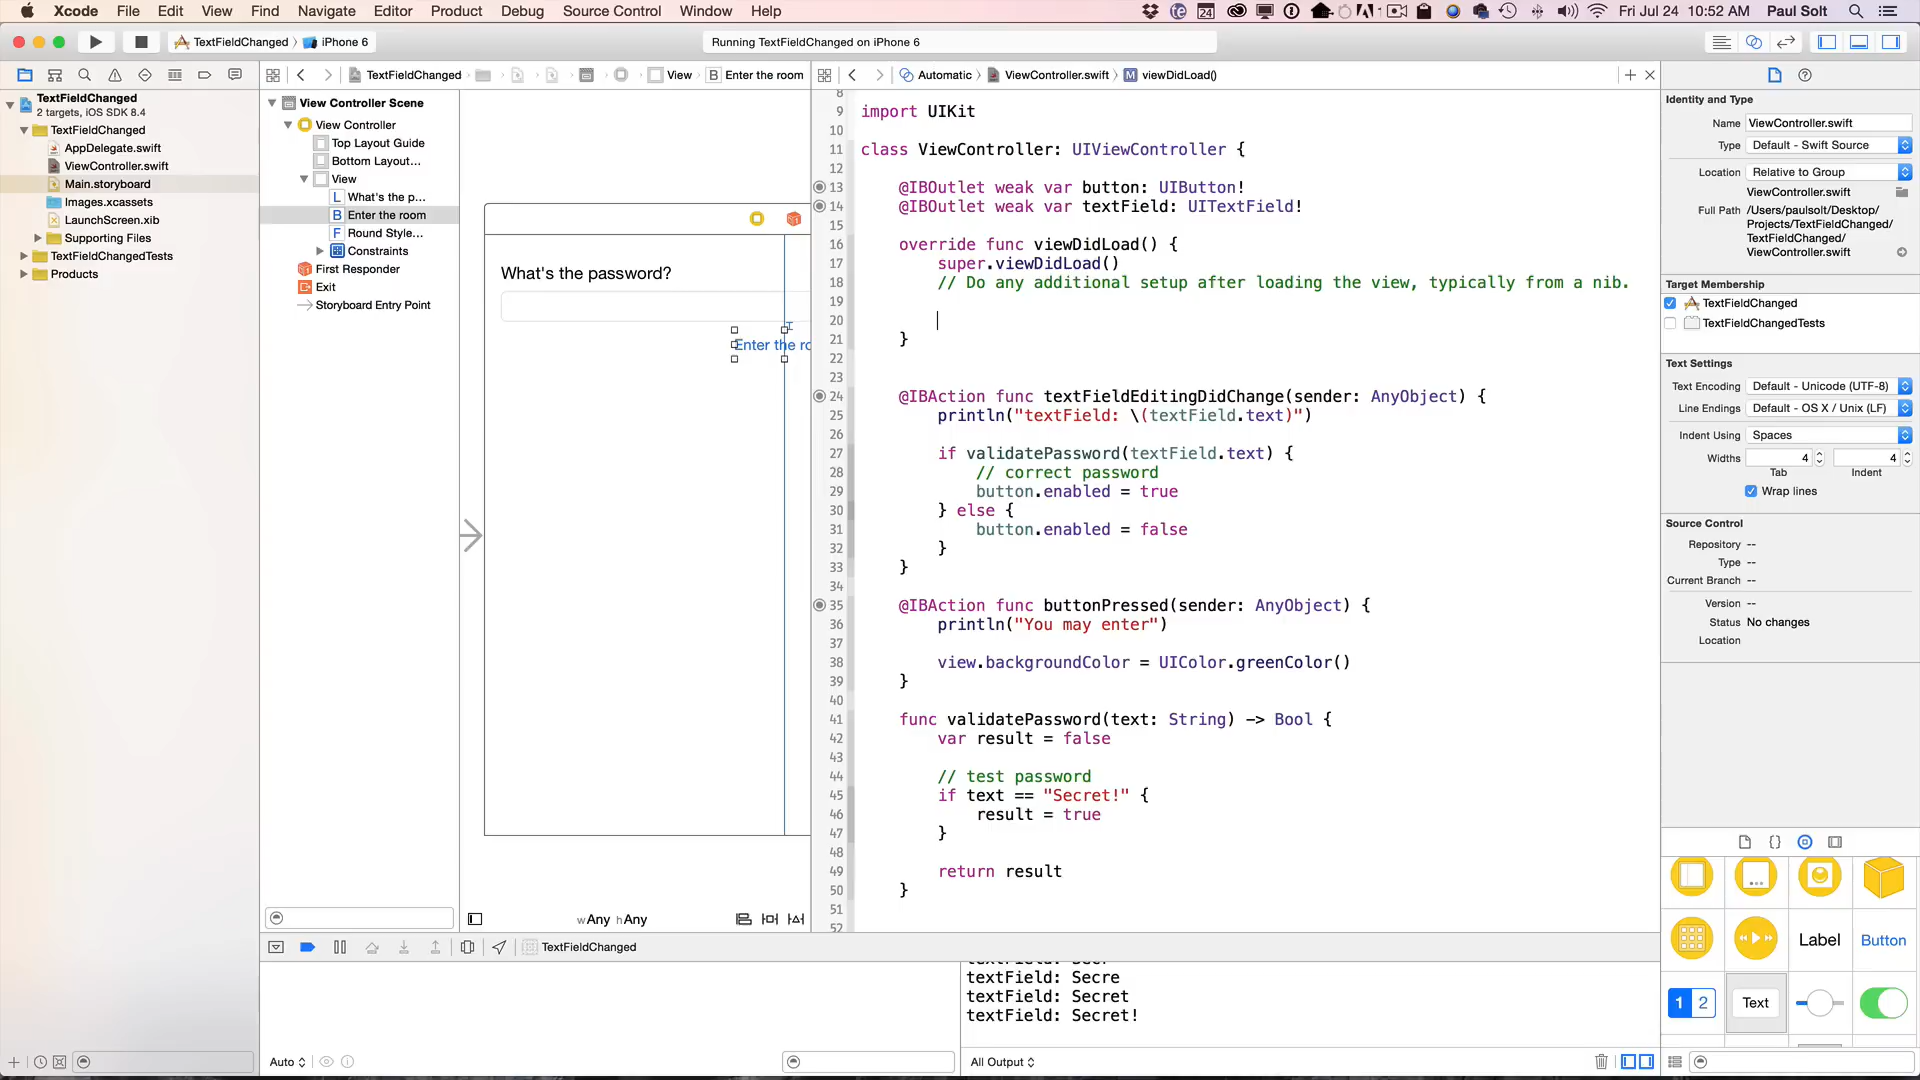 Xcode File Edit View Find Navigate Editor Product Debug Source Control Window Help
24
Fri Jul 24 10:52 AM Paul Solt
TextFieldChanged iPhone 6
Running TextFieldChanged on iPhone 6
TextFieldChanged View B Enter the room
Automatic ViewController.swift M viewDidLoad()
TextFieldChanged
2 targets, iOS SDK 8.4
TextFieldChanged
AppDelegate.swift
ViewController.swift
Main.storyboard
Images.xcassets
LaunchScreen.xib
Supporting Files
TextFieldChangedTests
Products
View Controller Scene
View Controller
Top Layout Guide
Bottom Layout...
View
L What's the p...
B Enter the room
F Round Style...
Constraints
First Responder
Exit
Storyboard Entry Point
What's the password?
Enter the ro
wAny hAny
8
9 import UIKit
10
11 class ViewController: UIViewController {
12
13 @IBOutlet weak var button: UIButton!
14 @IBOutlet weak var textField: UITextField!
15
16 override func viewDidLoad() {
17 super.viewDidLoad()
18 // Do any additional setup after loading the view, typically from a nib.
19
20
21 }
22
23
24 @IBAction func textFieldEditingDidChange(sender: AnyObject) {
25 println("textField: \(textField.text)")
26
27 if validatePassword(textField.text) {
28 // correct password
29 button.enabled = true
30 } else {
31 button.enabled = false
32 }
33 }
34
35 @IBAction func buttonPressed(sender: AnyObject) {
36 println("You may enter")
37
38 view.backgroundColor = UIColor.greenColor()
39 }
40
41 func validatePassword(text: String) -> Bool {
42 var result = false
43
44 // test password
45 if text == "Secret!" {
46 result = true
47 }
48
49 return result
50 }
51
52
Identity and Type
Name ViewController.swift
Type Default - Swift Source
Location Relative to Group
ViewController.swift
Full Path /Users/paulsolt/Desktop/
Projects/TextFieldChanged/
TextFieldChanged/
ViewController.swift
Target Membership
TextFieldChanged
TextFieldChangedTests
Text Settings
Text Encoding Default - Unicode (UTF-8)
Line Endings Default - OS X / Unix (LF)
Indent Using Spaces
Widths 4 4
Tab Indent
Wrap lines
Source Control
Repository --
Type --
Current Branch --
Version --
Status No changes
Location
Label Button
1 2 Text
TextFieldChanged
textField: Secr
textField: Secre
textField: Secret
textField: Secret!
Auto
All Output